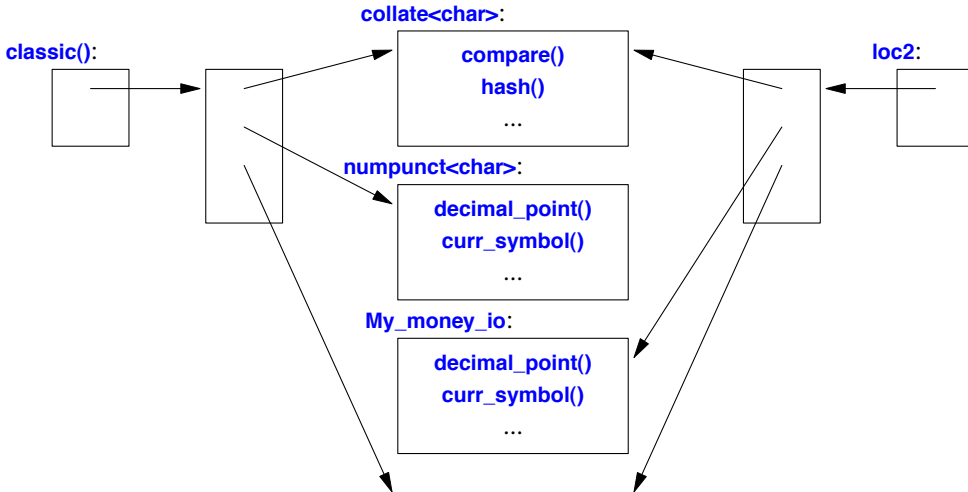 collate<char>:
classic():
loc2:
compare()
hash()
...
numpunct<char>:
decimal_point()
curr_symbol()
...
My_money_io:
decimal_point()
curr_symbol()
...